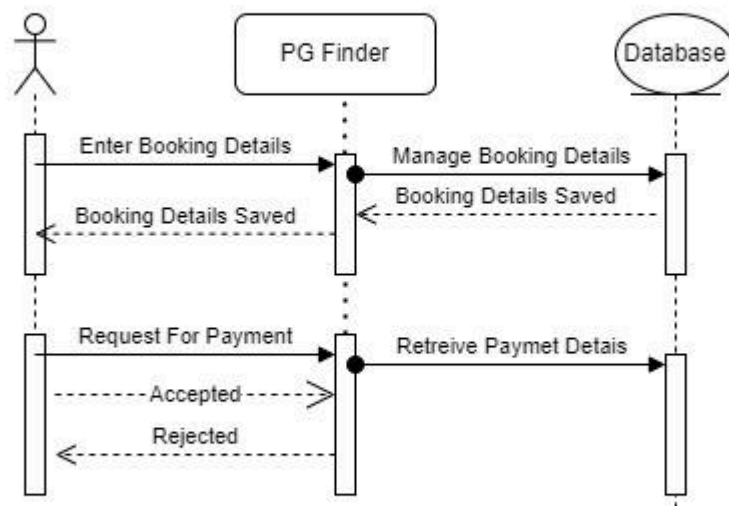 PG Finder
Database
Enter Booking Details
Manage Booking Details
Booking Details Saved
Booking Details Saved
Request For Payment
Retreive Paymet Detais
Accepted
Rejected